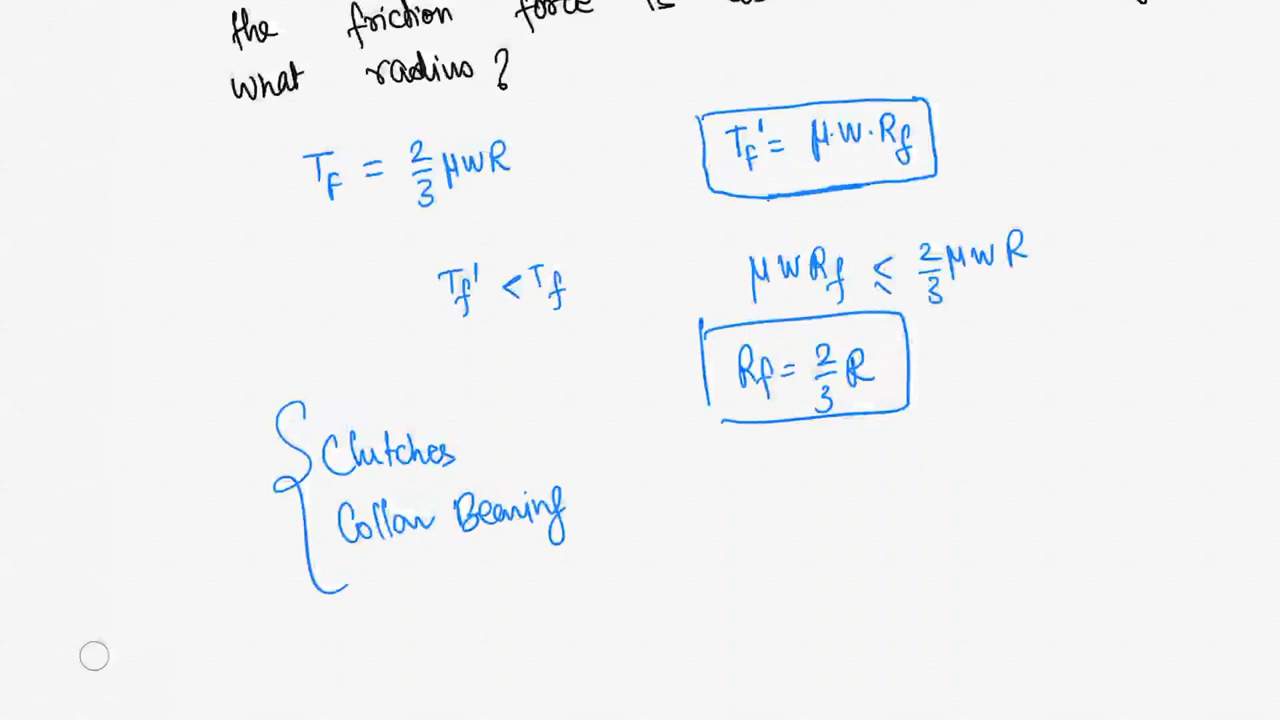 the friction force is
what radius?
T_f = 2/3 μWR
T_f' = μ·W·R_f
T_f' < T_f
μWR_f ≤ 2/3 μWR
R_f = 2/3 R
Clutches
Collar Bearing